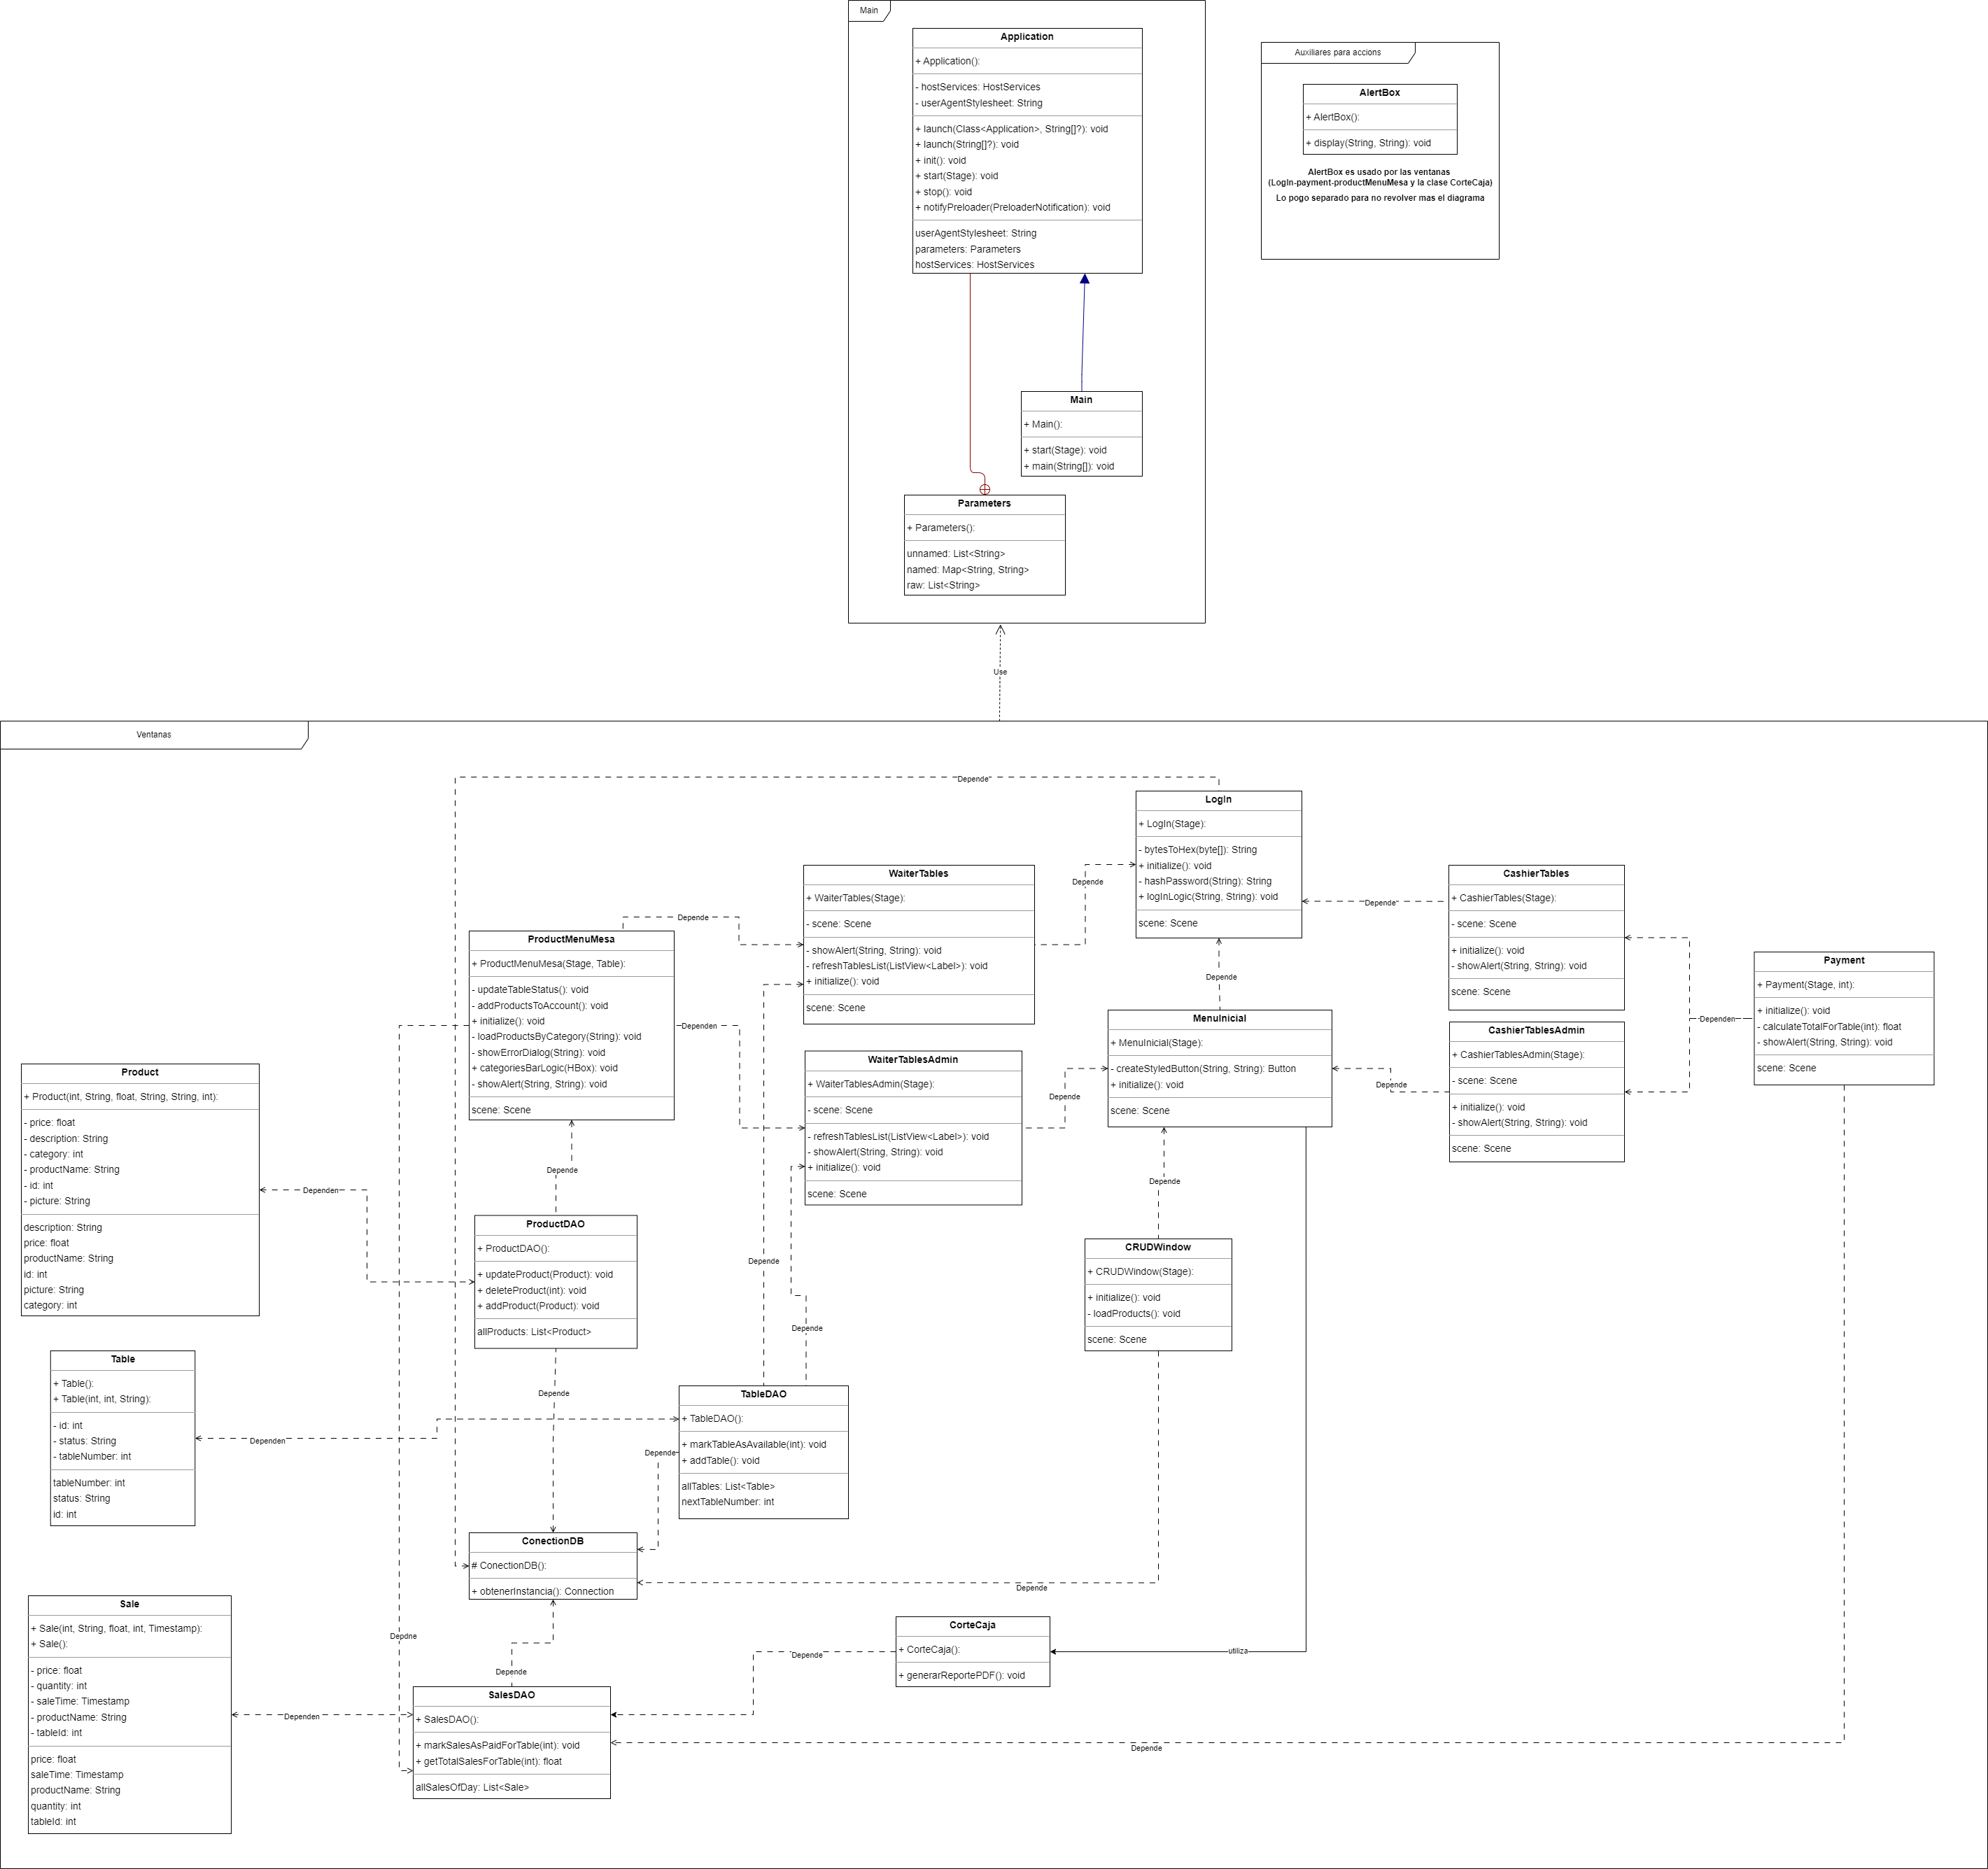 Main
Application
+ Application():
- hostServices: HostServices
- userAgentStylesheet: String
+ launch(Class<Application>, String[]?): void
+ launch(String[]?): void
+ init(): void
+ start(Stage): void
+ stop(): void
+ notifyPreloader(PreloaderNotification): void
userAgentStylesheet: String
parameters: Parameters
hostServices: HostServices
Main
+ Main():
+ start(Stage): void
+ main(String[]): void
Parameters
+ Parameters():
unnamed: List<String>
named: Map<String, String>
raw: List<String>
Auxiliares para accions
AlertBox
+ AlertBox():
+ display(String, String): void
AlertBox es usado por las ventanas
(LogIn-payment-productMenuMesa y la clase CorteCaja)
Lo pogo separado para no revolver mas el diagrama
Use
Ventanas
Depende
LogIn
+ LogIn(Stage):
- bytesToHex(byte[]): String
+ initialize(): void
- hashPassword(String): String
+ logInLogic(String, String): void
scene: Scene
WaiterTables
+ WaiterTables(Stage):
- scene: Scene
- showAlert(String, String): void
- refreshTablesList(ListView<Label>): void
+ initialize(): void
scene: Scene
Depende
Depende
CashierTables
+ CashierTables(Stage):
- scene: Scene
+ initialize(): void
- showAlert(String, String): void
scene: Scene
Depende
ProductMenuMesa
+ ProductMenuMesa(Stage, Table):
- updateTableStatus(): void
- addProductsToAccount(): void
+ initialize(): void
- loadProductsByCategory(String): void
- showErrorDialog(String): void
+ categoriesBarLogic(HBox): void
- showAlert(String, String): void
scene: Scene
Payment
+ Payment(Stage, int):
+ initialize(): void
- calculateTotalForTable(int): float
- showAlert(String, String): void
scene: Scene
Depende
Dependen
Dependen
MenuInicial
+ MenuInicial(Stage):
- createStyledButton(String, String): Button
+ initialize(): void
scene: Scene
CashierTablesAdmin
+ CashierTablesAdmin(Stage):
- scene: Scene
+ initialize(): void
- showAlert(String, String): void
scene: Scene
Depende
WaiterTablesAdmin
+ WaiterTablesAdmin(Stage):
- scene: Scene
- refreshTablesList(ListView<Label>): void
- showAlert(String, String): void
+ initialize(): void
scene: Scene
Depende
Product
+ Product(int, String, float, String, String, int):
- price: float
- description: String
- category: int
- productName: String
- id: int
- picture: String
description: String
price: float
productName: String
id: int
picture: String
category: int
Dependen
Depende
Depende
ProductDAO
+ ProductDAO():
+ updateProduct(Product): void
+ deleteProduct(int): void
+ addProduct(Product): void
allProducts: List<Product>
CRUDWindow
+ CRUDWindow(Stage):
+ initialize(): void
- loadProducts(): void
scene: Scene
Depende
Depende
Depende
Table
+ Table():
+ Table(int, int, String):
- id: int
- status: String
- tableNumber: int
tableNumber: int
status: String
id: int
Dependen
TableDAO
+ TableDAO():
+ markTableAsAvailable(int): void
+ addTable(): void
allTables: List<Table>
nextTableNumber: int
Depende
ConectionDB
# ConectionDB():
+ obtenerInstancia(): Connection
Depende
Sale
+ Sale(int, String, float, int, Timestamp):
+ Sale():
- price: float
- quantity: int
- saleTime: Timestamp
- productName: String
- tableId: int
price: float
saleTime: Timestamp
productName: String
quantity: int
tableId: int
Depdne
CorteCaja
+ CorteCaja():
+ generarReportePDF(): void
utiliza
Depende
Depende
SalesDAO
+ SalesDAO():
+ markSalesAsPaidForTable(int): void
+ getTotalSalesForTable(int): float
allSalesOfDay: List<Sale>
Dependen
Depende